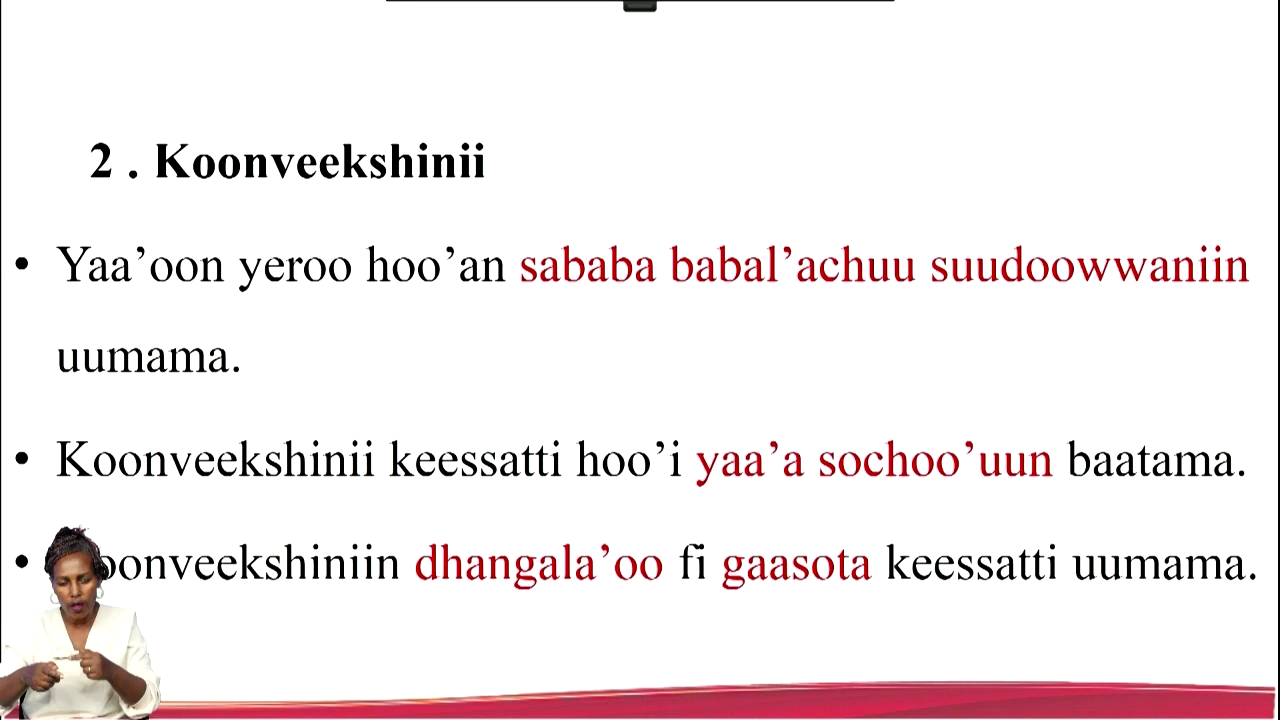 2 . Koonveekshinii
• Yaa’oon yeroo hoo’an sababa babal’achuu suudoowwaniin
uumama.
• Koonveekshinii keessatti hoo’i yaa’a sochoo’uun baatama.
• dhangala’oo fi gaasota keessatti uumama.